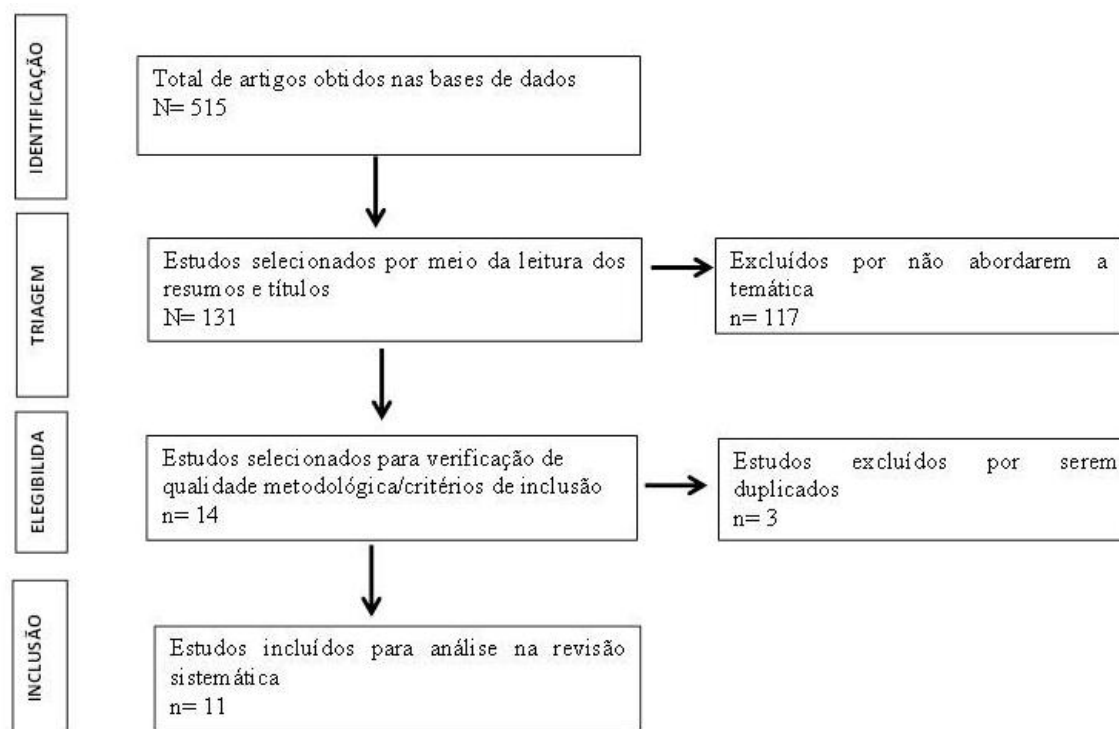 IDENTIFICAÇÃO
Total de artigos obtidos nas bases de dados
N= 515
TRIAGEM
Estudos selecionados por meio da leitura dos
resumos e títulos
N= 131
Excluídos por não abordarem a
temática
n= 117
ELEGIBILIDA
Estudos selecionados para verificação de
qualidade metodológica/critérios de inclusão
n= 14
Estudos excluídos por serem
duplicados
n= 3
INCLUSÃO
Estudos incluídos para análise na revisão
sistemática
n= 11